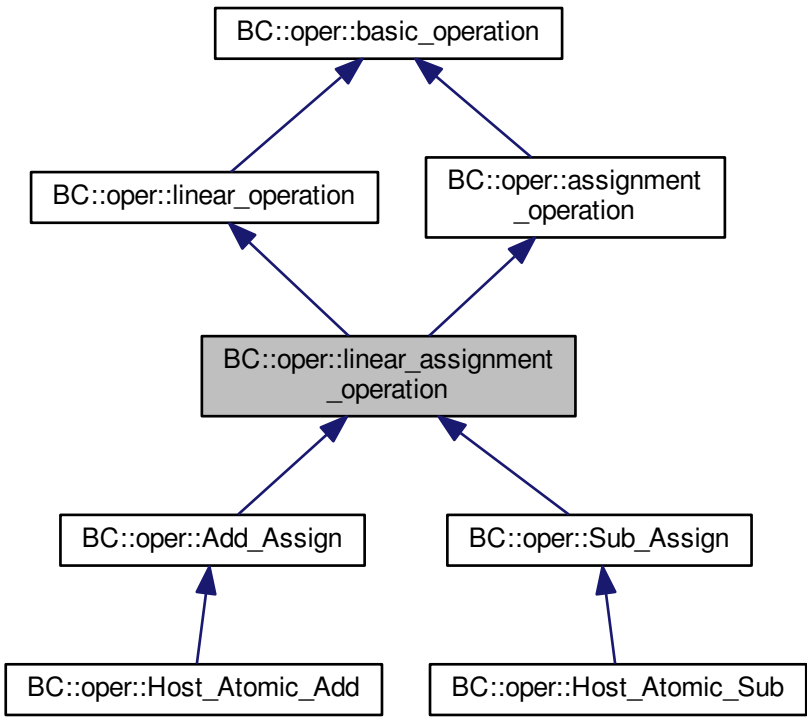 BC::oper::basic_operation
BC::oper::linear_operation
BC::oper::assignment
_operation
BC::oper::linear_assignment
_operation
BC::oper::Add_Assign
BC::oper::Sub_Assign
BC::oper::Host_Atomic_Add
BC::oper::Host_Atomic_Sub